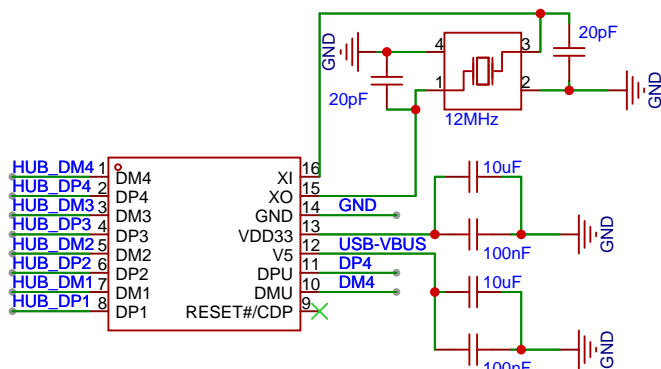 20pF
GND
4
3
1
2
20pF
12MHz
GND
HUB_DM4 1 DM4 XI 16
HUB_DP4 2 DP4 XO 15
HUB_DM3 3 DM3 GND 14 GND
HUB_DP3 4 DP3 VDD33 13
HUB_DM2 5 DM2 V5 12 USB-VBUS
HUB_DP2 6 DP2 DPU 11 DP4
HUB_DM1 7 DM1 DMU 10 DM4
HUB_DP1 8 DP1 RESET#/CDP 9
10uF
100nF
GND
10uF
100nF
GND